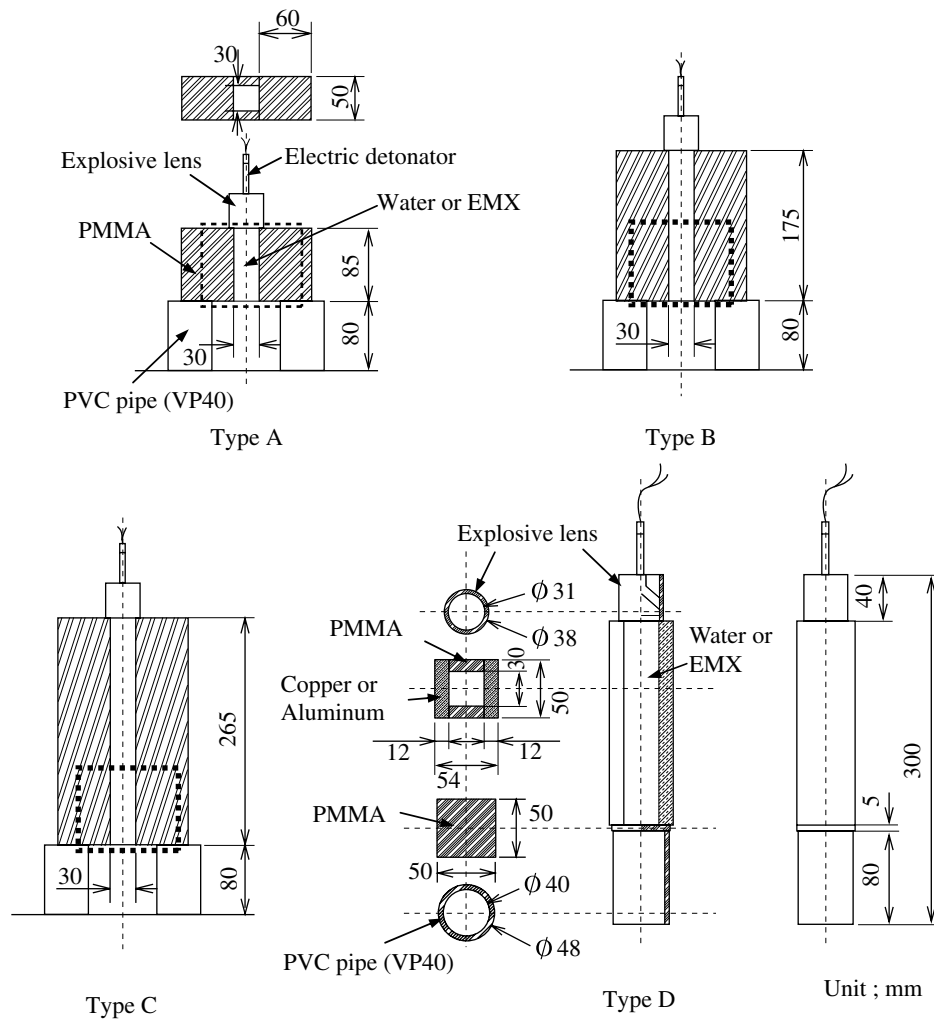 60
30
50
Explosive lens
Electric detonator
Water or EMX
PMMA
85
80
30
PVC pipe (VP40)
Type A
175
80
30
Type B
265
80
30
Type C
Explosive lens
ϕ 31
ϕ 38
PMMA
30
50
Copper or
Aluminum
12
12
54
PMMA
50
50
ϕ 40
ϕ 48
PVC pipe (VP40)
Water or
EMX
Type D
40
300
5
80
Unit ; mm